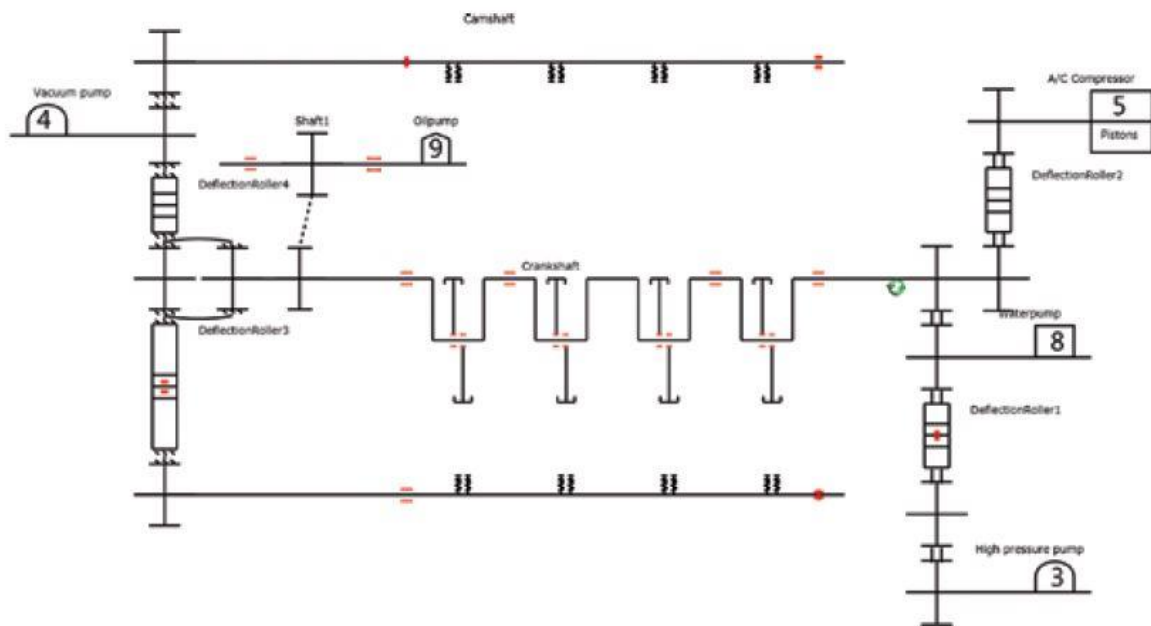 Camshaft
A/C Compressor
5
Pistons
Vacuum pump
4
Shaft1
Oilpump
9
DeflectionRoller4
DeflectionRoller2
Crankshaft
DeflectionRoller3
Waterpump
8
DeflectionRoller1
High pressure pump
3